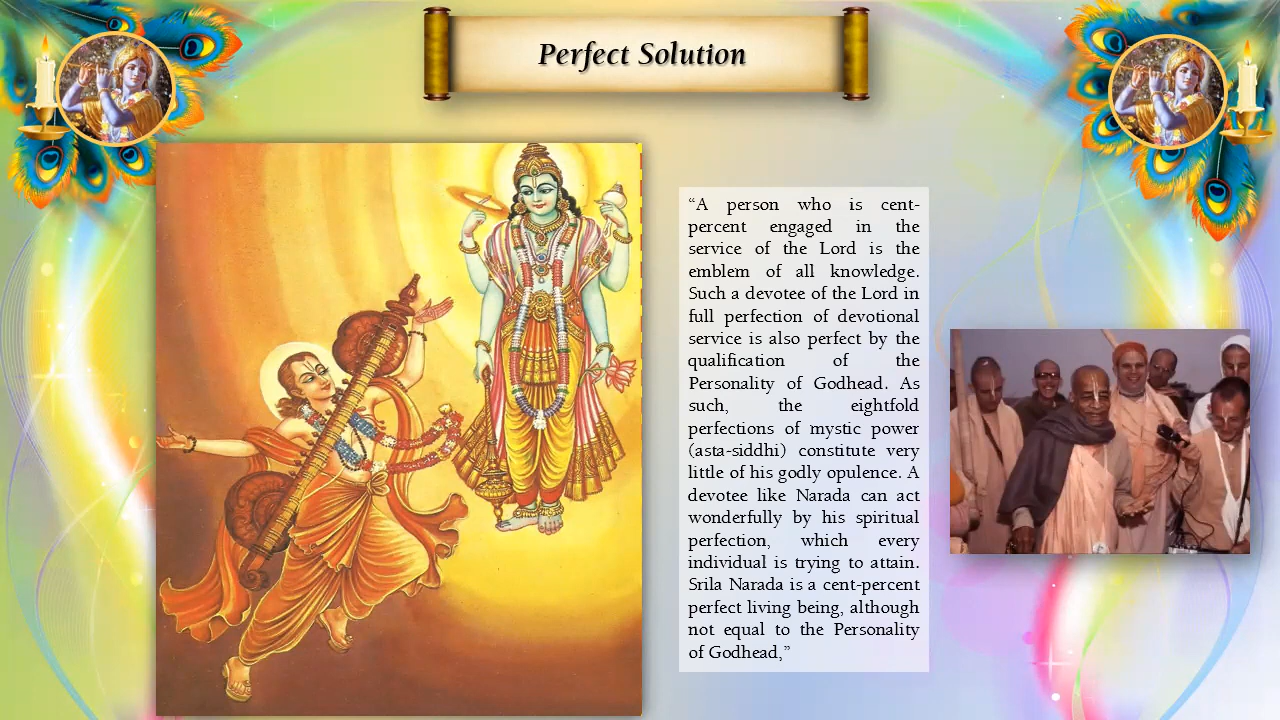 Perfect Solution
“A person who is cent-
percent engaged in the
service of the Lord is the
emblem of all knowledge.
Such a devotee of the Lord in
full perfection of devotional
service is also perfect by the
qualification of the
Personality of Godhead. As
such, the eightfold
perfections of mystic power
(asta-siddhi) constitute very
little of his godly opulence. A
devotee like Narada can act
wonderfully by his spiritual
perfection, which every
individual is trying to attain.
Srila Narada is a cent-percent
perfect living being, although
not equal to the Personality
of Godhead,”